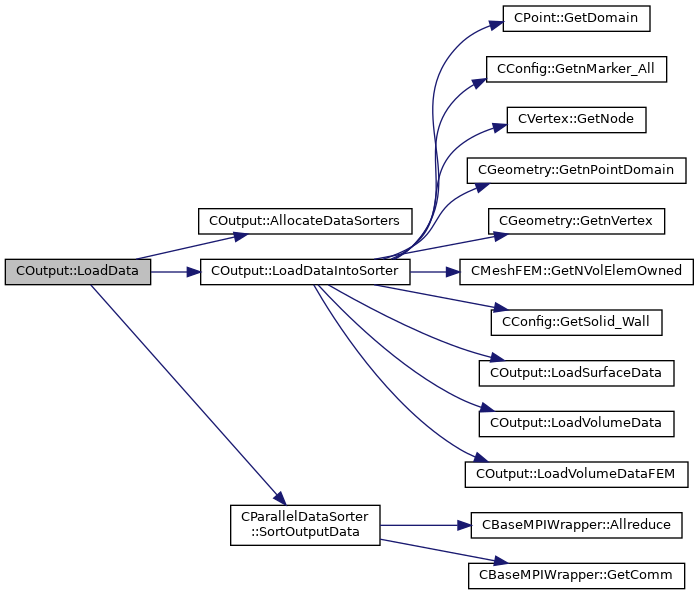 CPoint::GetDomain
CConfig::GetnMarker_All
CVertex::GetNode
CGeometry::GetnPointDomain
COutput::AllocateDataSorters
CGeometry::GetnVertex
COutput::LoadData
COutput::LoadDataIntoSorter
CMeshFEM::GetNVolElemOwned
CConfig::GetSolid_Wall
COutput::LoadSurfaceData
COutput::LoadVolumeData
COutput::LoadVolumeDataFEM
CParallelDataSorter
::SortOutputData
CBaseMPIWrapper::Allreduce
CBaseMPIWrapper::GetComm